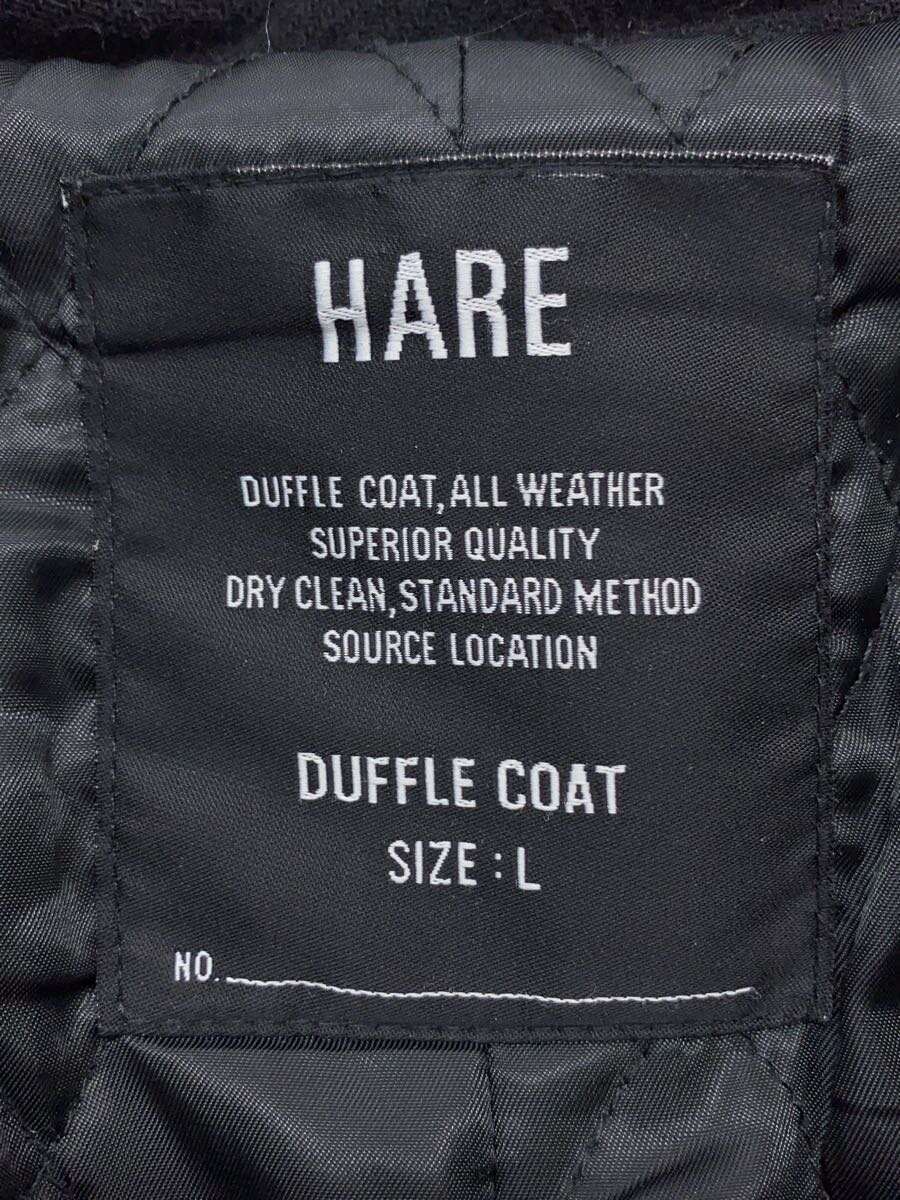 HARE
DUFFLE COAT, ALL WEATHER
SUPERIOR QUALITY
DRY CLEAN, STANDARD METHOD
SOURCE LOCATION
DUFFLE COAT
SIZE : L
NO.